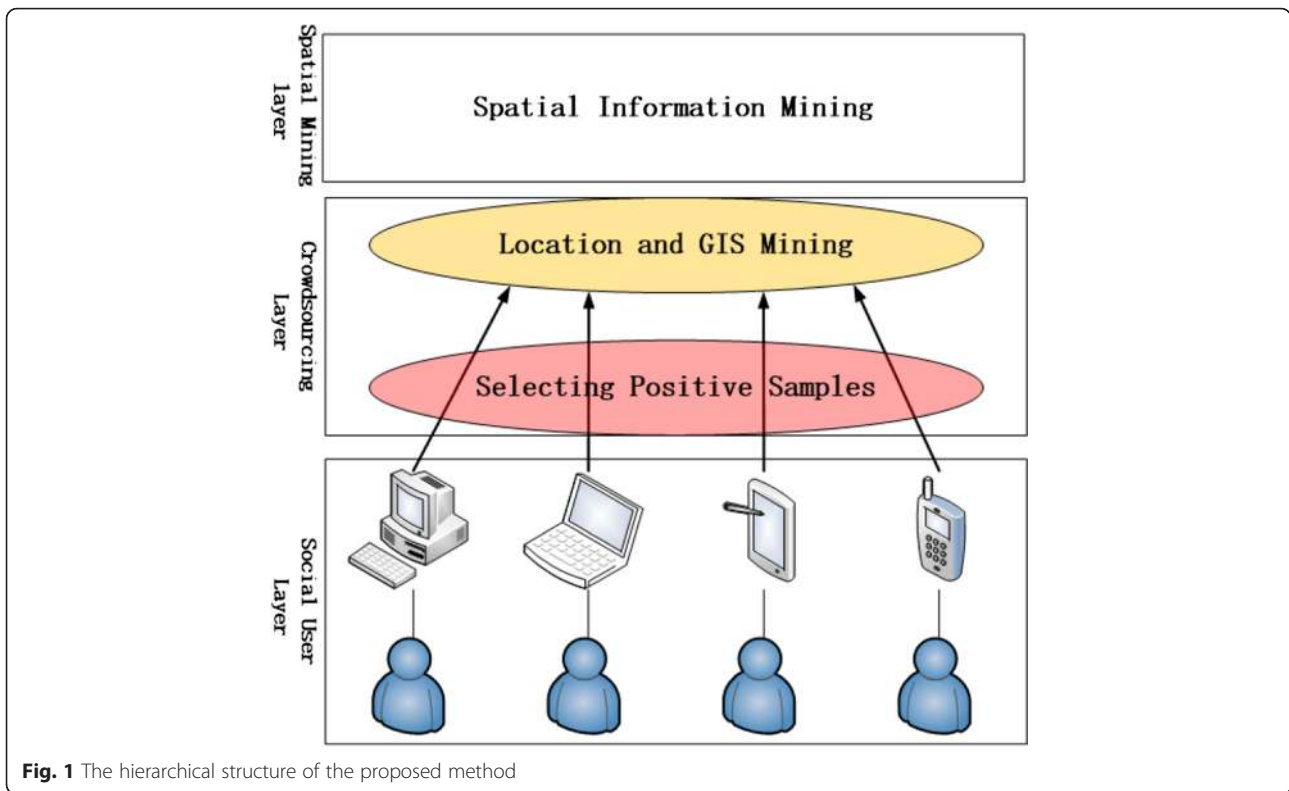 Spatial Mining
layer
Spatial Information Mining
Crowdsourcing
Layer
Location and GIS Mining
Selecting Positive Samples
Social User
Layer
Fig. 1 The hierarchical structure of the proposed method